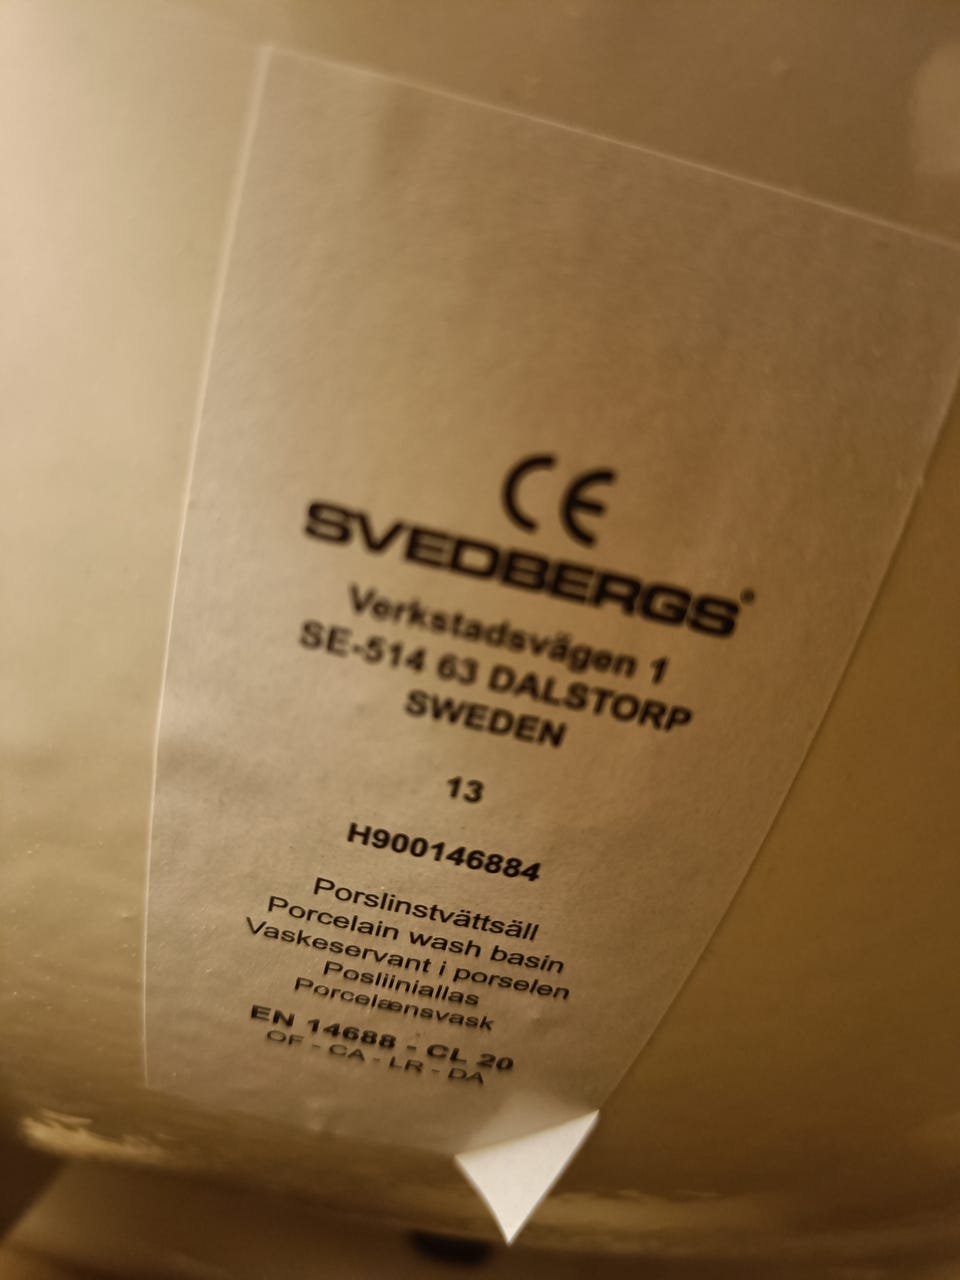 CE
SVEDBERGS®
Verkstadsvägen 1
SE-514 63 DALSTORP
SWEDEN
13
H900146884
Porslinstvättsäll
Porcelain wash basin
Vaskeservant i porselen
Posliiniallas
Porcelænsvask
EN 14688 - CL 20
OF - CA - LR - DA